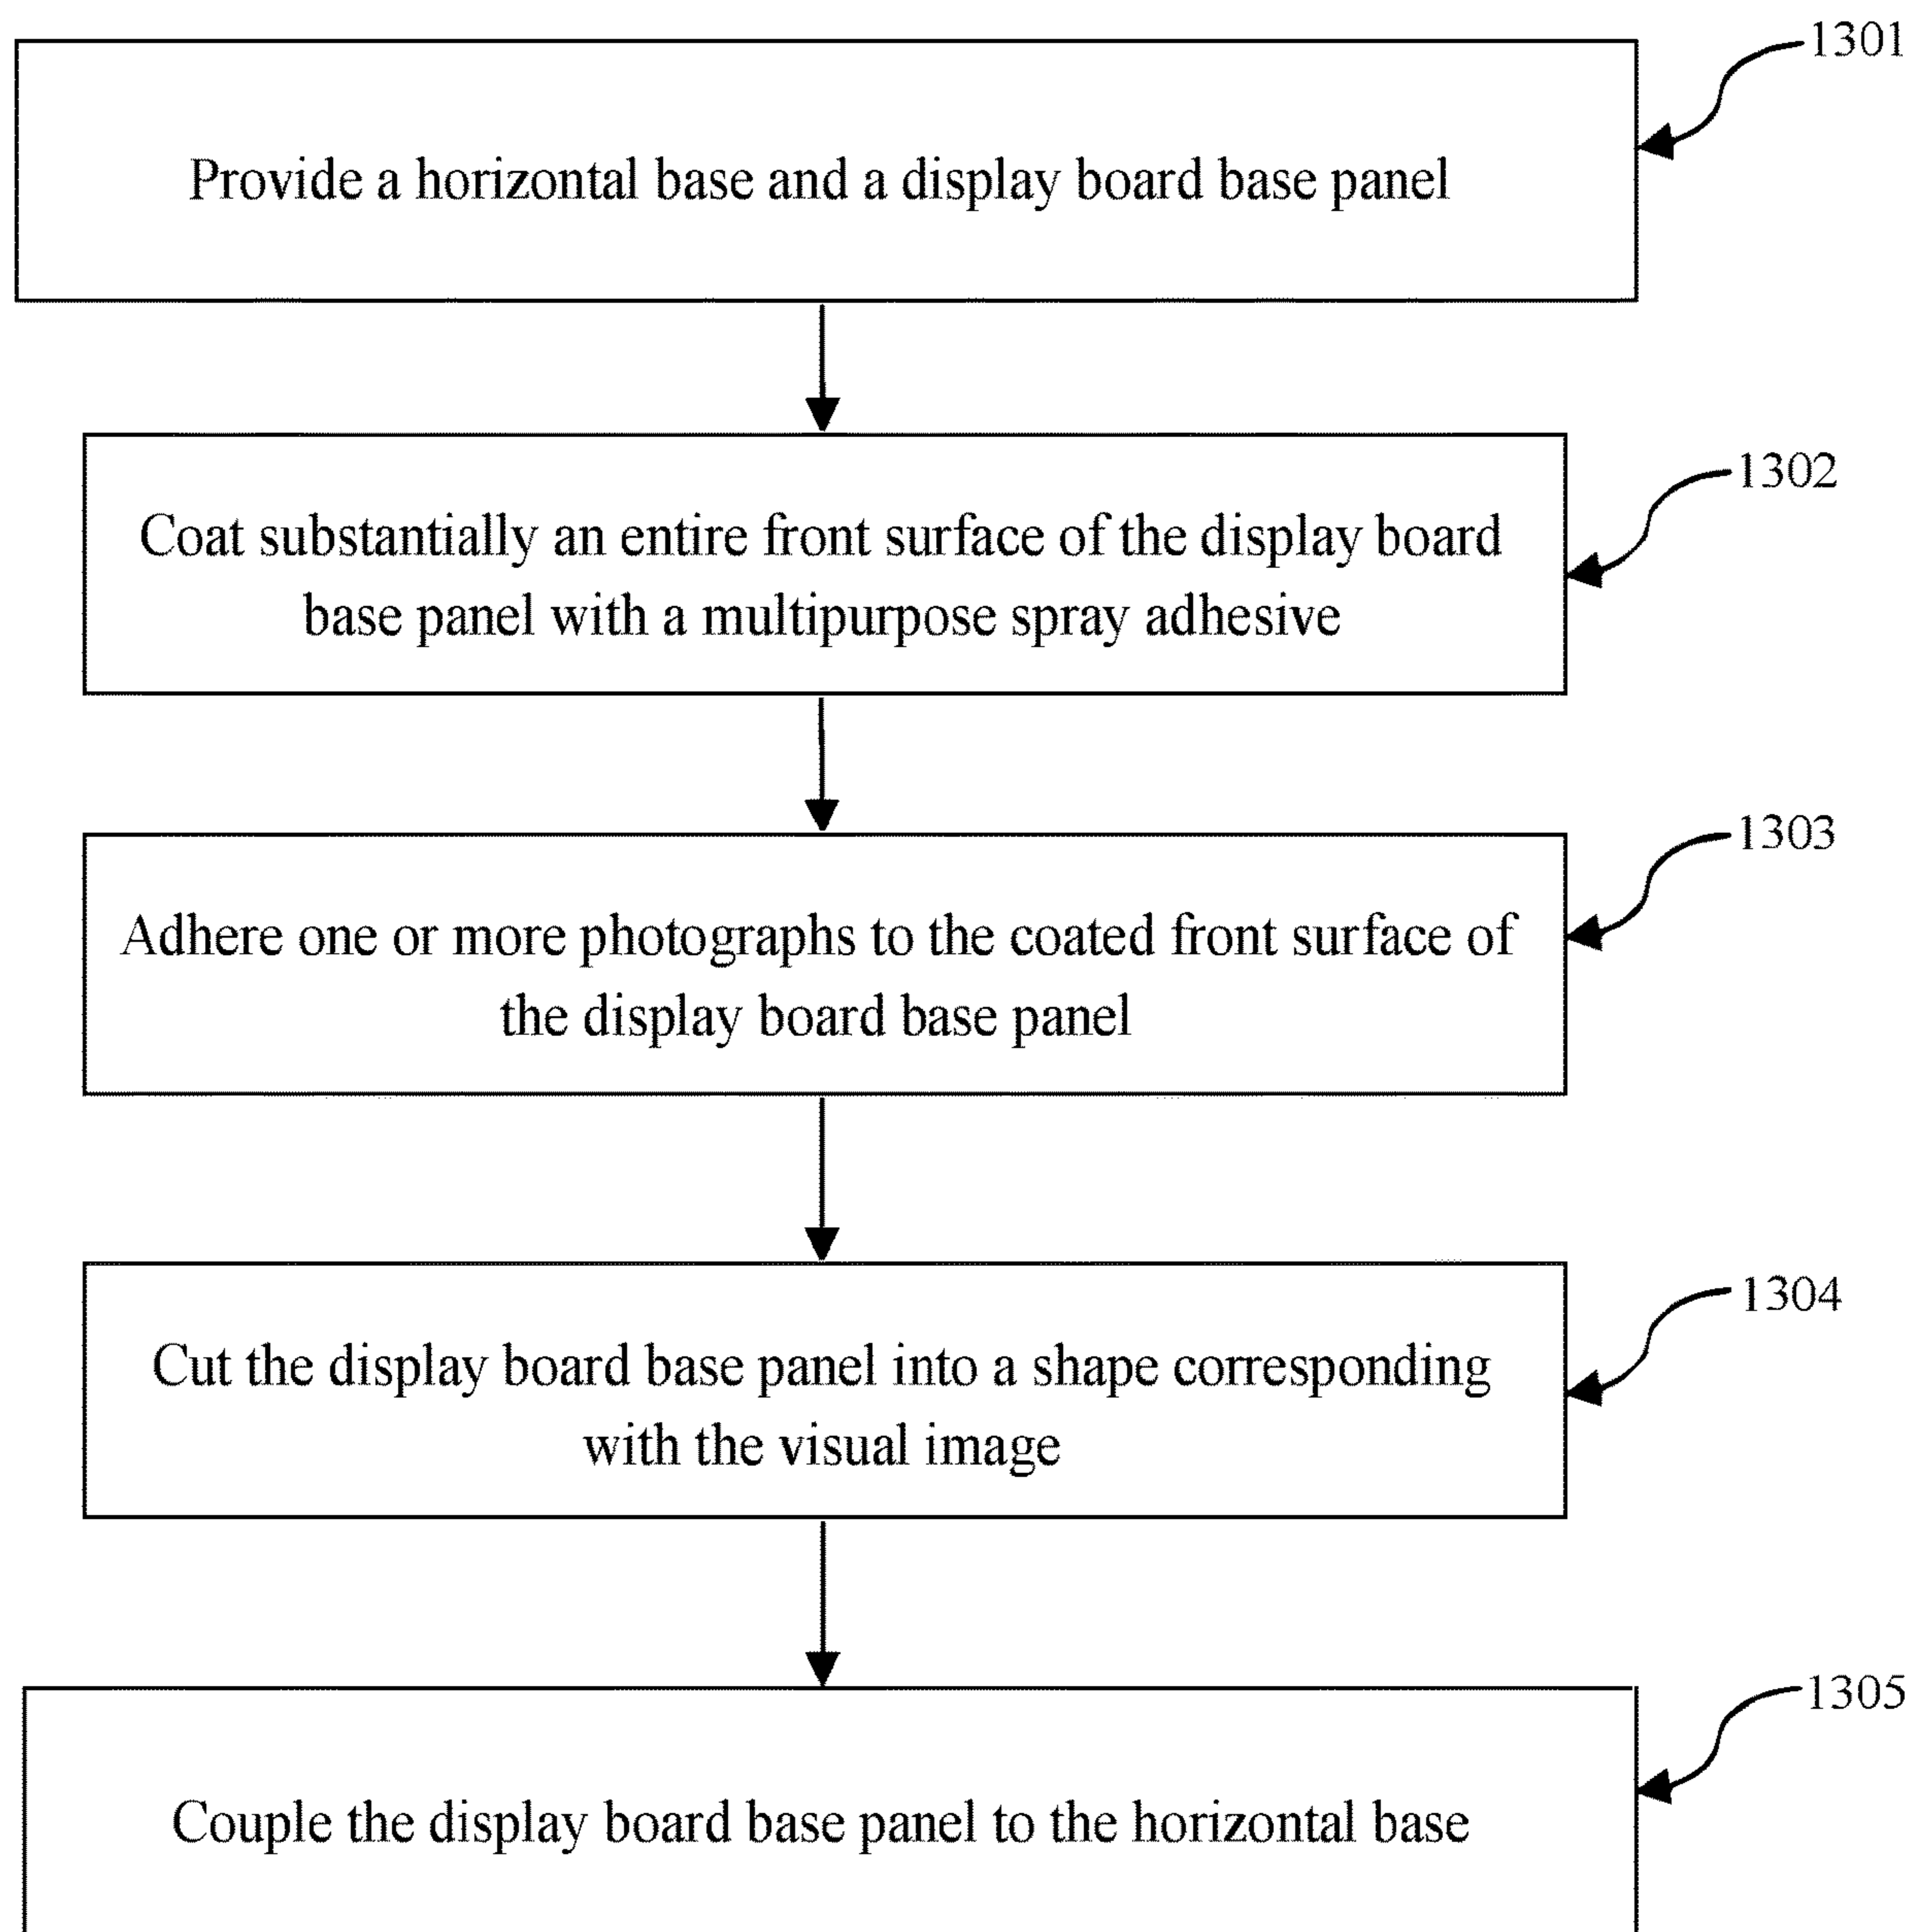 1301
Provide a horizontal base and a display board base panel
1302
Coat substantially an entire front surface of the display board
base panel with a multipurpose spray adhesive
1303
Adhere one or more photographs to the coated front surface of
the display board base panel
1304
Cut the display board base panel into a shape corresponding
with the visual image
1305
Couple the display board base panel to the horizontal base